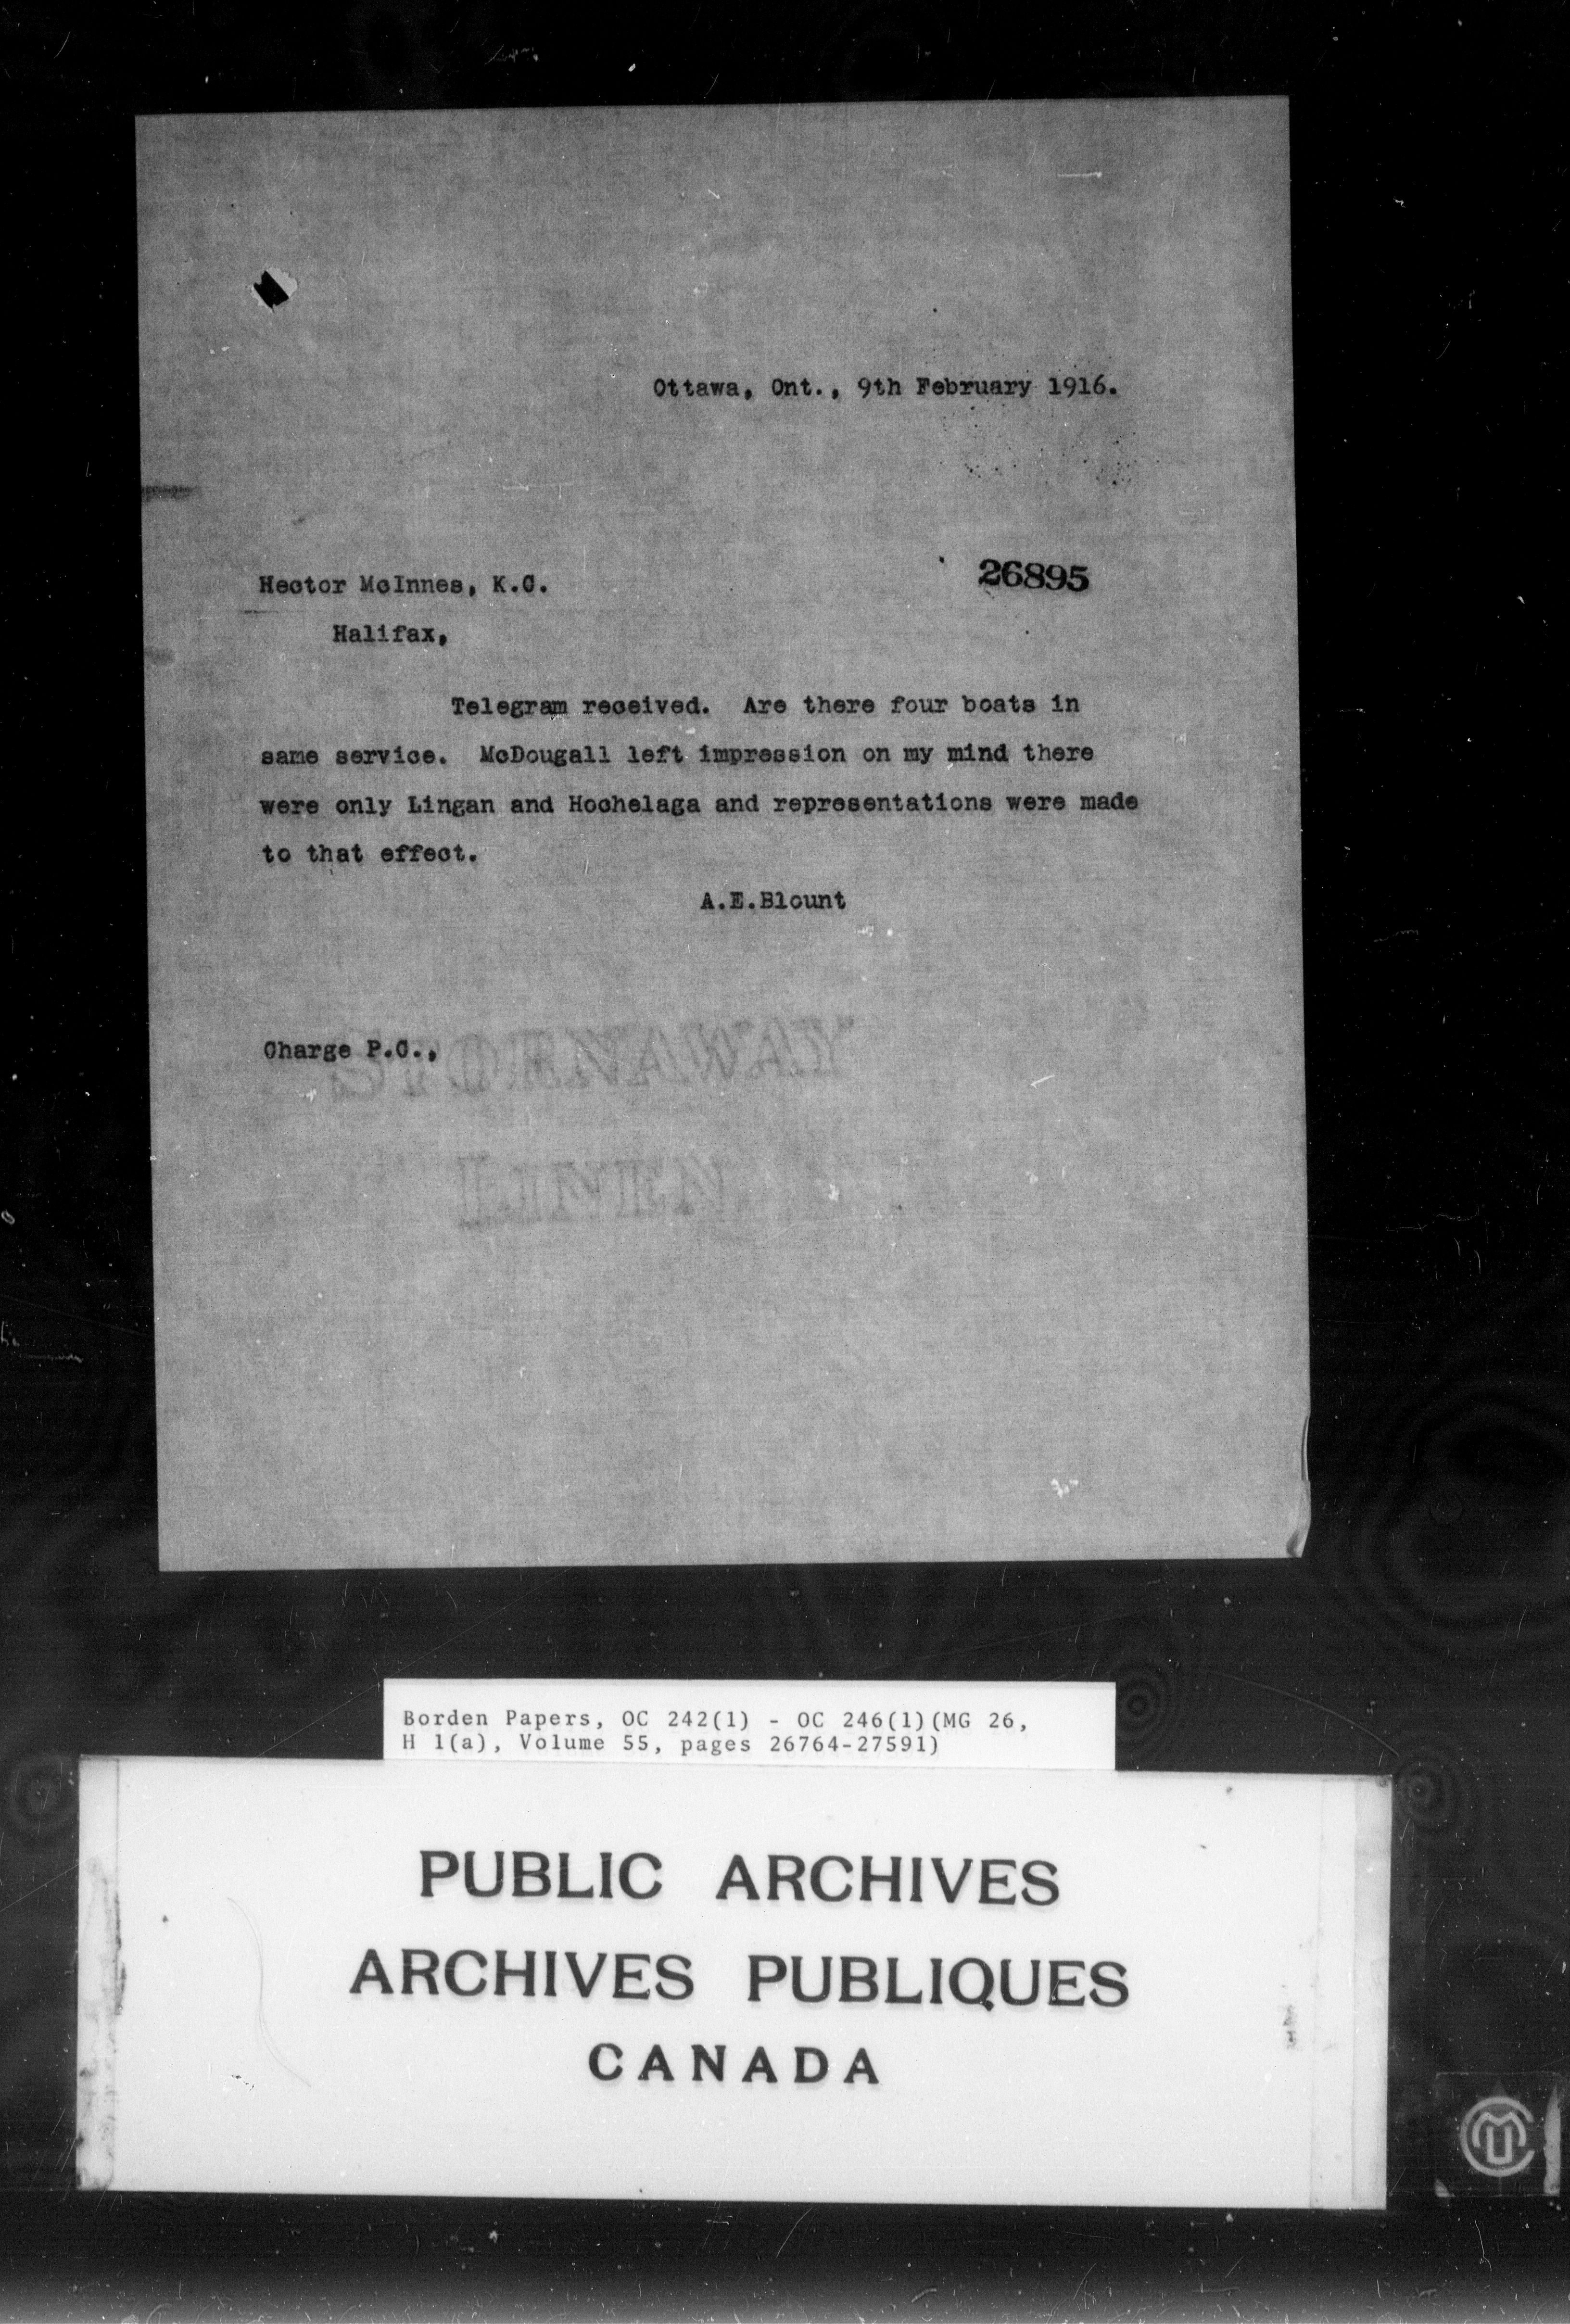 Ottawa, Ont., 9th February 1916.
26895
Hector McInnes, K.C.
Halifax,
Telegram received. Are there four boats in
same service. McDougall left impression on my mind there
were only Lingan and Hochelaga and representations were made
to that effect.
A.E.Blount
Charge P.C.,
LINEN
Borden Papers, OC 242(1) - OC 246(1)(MG 26,
H 1(a), Volume 55, pages 26764-27591)
PUBLIC ARCHIVES
ARCHIVES PUBLIQUES
CANADA